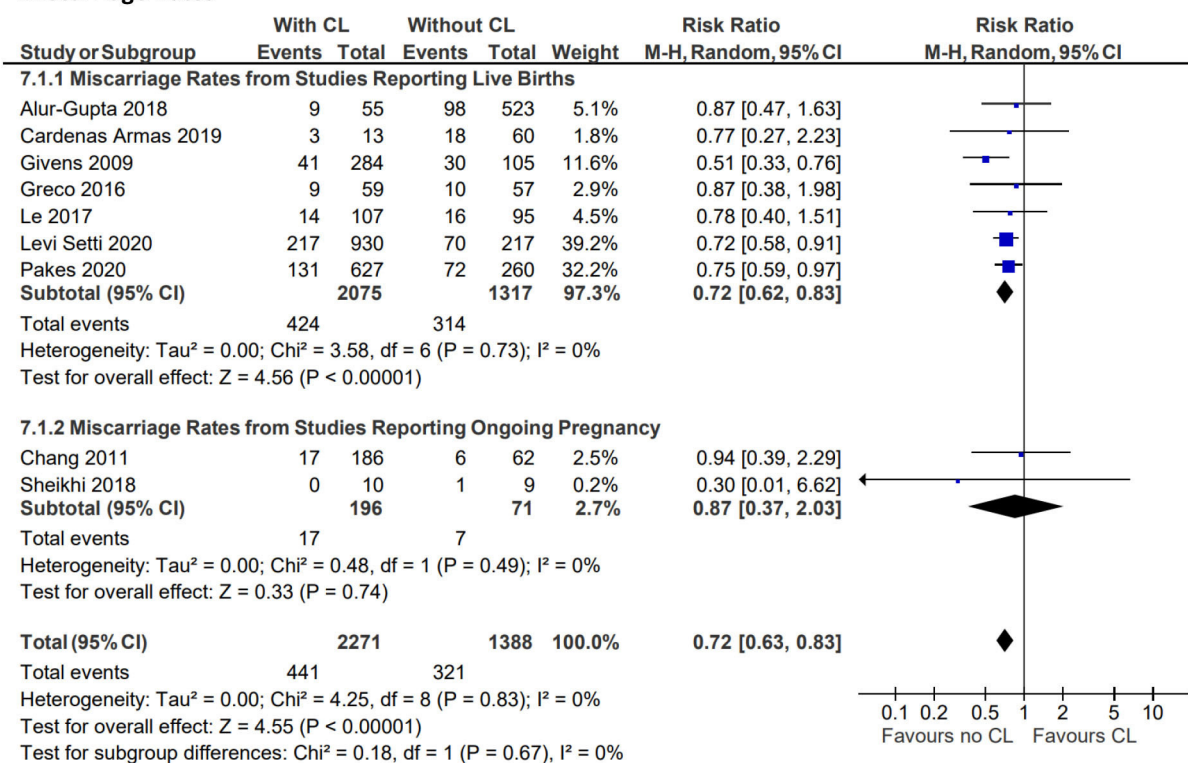 With CL Without CL Risk Ratio Risk Ratio
Study or Subgroup Events Total Events Total Weight M-H, Random, 95% CI M-H, Random, 95% CI
7.1.1 Miscarriage Rates from Studies Reporting Live Births
Alur-Gupta 2018 9 55 98 523 5.1% 0.87 [0.47, 1.63]
Cardenas Armas 2019 3 13 18 60 1.8% 0.77 [0.27, 2.23]
Givens 2009 41 284 30 105 11.6% 0.51 [0.33, 0.76]
Greco 2016 9 59 10 57 2.9% 0.87 [0.38, 1.98]
Le 2017 14 107 16 95 4.5% 0.78 [0.40, 1.51]
Levi Setti 2020 217 930 70 217 39.2% 0.72 [0.58, 0.91]
Pakes 2020 131 627 72 260 32.2% 0.75 [0.59, 0.97]
Subtotal (95% CI) 2075 1317 97.3% 0.72 [0.62, 0.83]
Total events 424 314
Heterogeneity: Tau² = 0.00; Chi² = 3.58, df = 6 (P = 0.73); I² = 0%
Test for overall effect: Z = 4.56 (P < 0.00001)
7.1.2 Miscarriage Rates from Studies Reporting Ongoing Pregnancy
Chang 2011 17 186 6 62 2.5% 0.94 [0.39, 2.29]
Sheikhi 2018 0 10 1 9 0.2% 0.30 [0.01, 6.62]
Subtotal (95% CI) 196 71 2.7% 0.87 [0.37, 2.03]
Total events 17 7
Heterogeneity: Tau² = 0.00; Chi² = 0.48, df = 1 (P = 0.49); I² = 0%
Test for overall effect: Z = 0.33 (P = 0.74)
Total (95% CI) 2271 1388 100.0% 0.72 [0.63, 0.83]
Total events 441 321
Heterogeneity: Tau² = 0.00; Chi² = 4.25, df = 8 (P = 0.83); I² = 0%
Test for overall effect: Z = 4.55 (P < 0.00001)
Test for subgroup differences: Chi² = 0.18, df = 1 (P = 0.67), I² = 0%
0.1 0.2 0.5 1 2 5 10
Favours no CL Favours CL